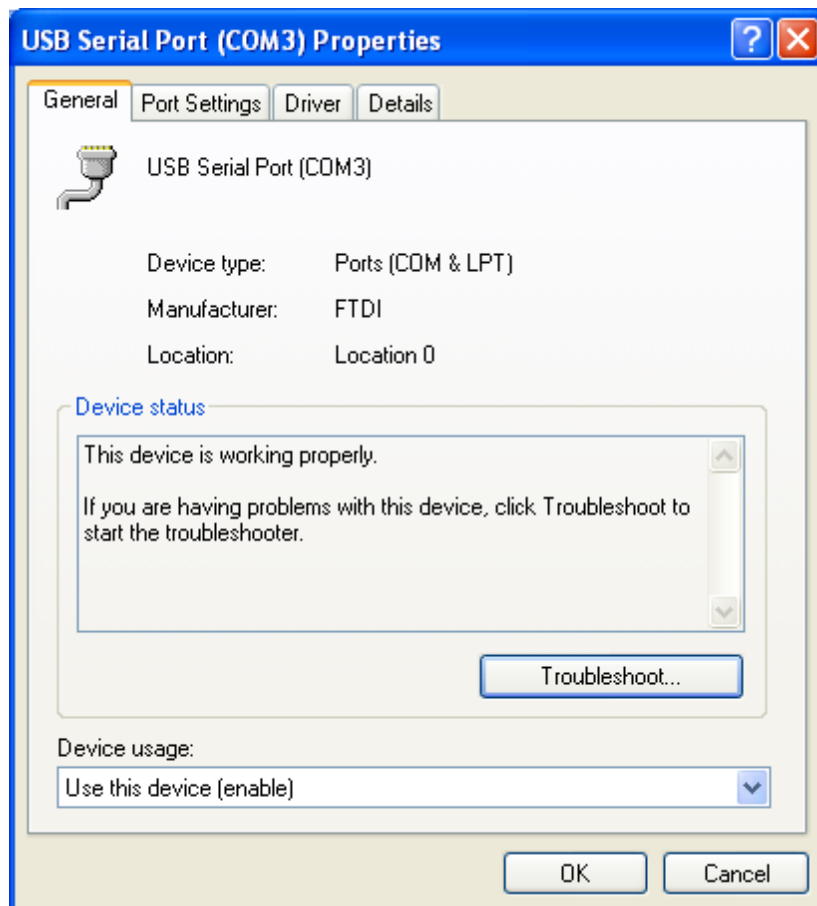 USB Serial Port (COM3) Properties
?
General Port Settings Driver Details
USB Serial Port (COM3)
Device type: Ports (COM & LPT)
Manufacturer: FTDI
Location: Location 0
Device status
This device is working properly.
If you are having problems with this device, click Troubleshoot to
start the troubleshooter.
Troubleshoot...
Device usage:
Use this device (enable)
OK Cancel